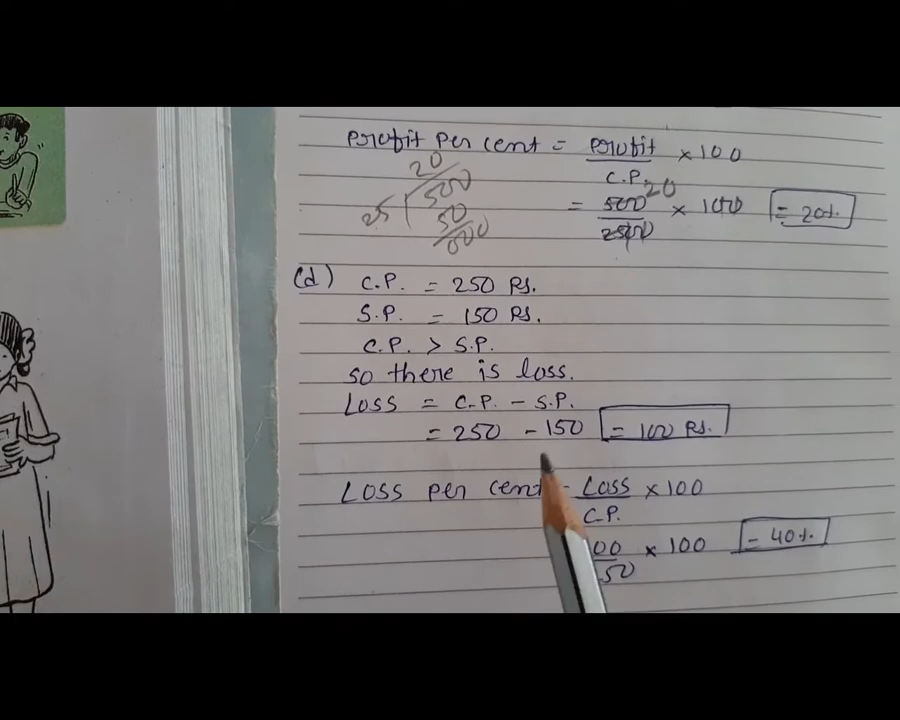 Profit Per cent = Profit / C.P. × 100
= 500 / 2500 × 100 = 20%
20
25 500
50
000
20
(d) C.P. = 250 Rs.
S.P. = 150 Rs.
C.P. > S.P.
So there is loss.
Loss = C.P. - S.P.
= 250 - 150 = 100 Rs.
Loss per cent = Loss / C.P. × 100
00 / 50 × 100 = 40%